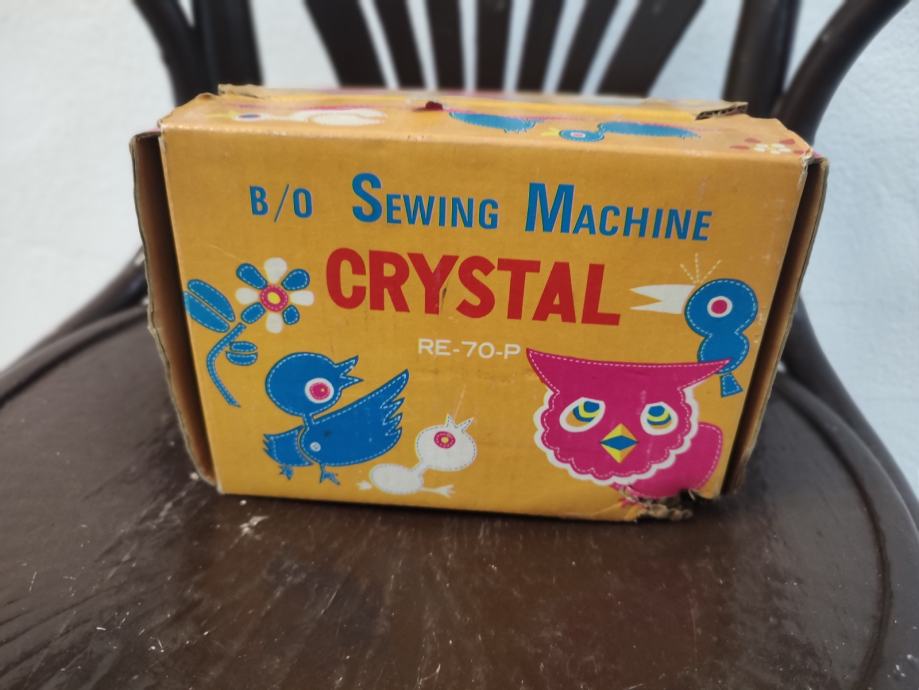 B/O SEWING MACHINE
CRYSTAL
RE-70-P